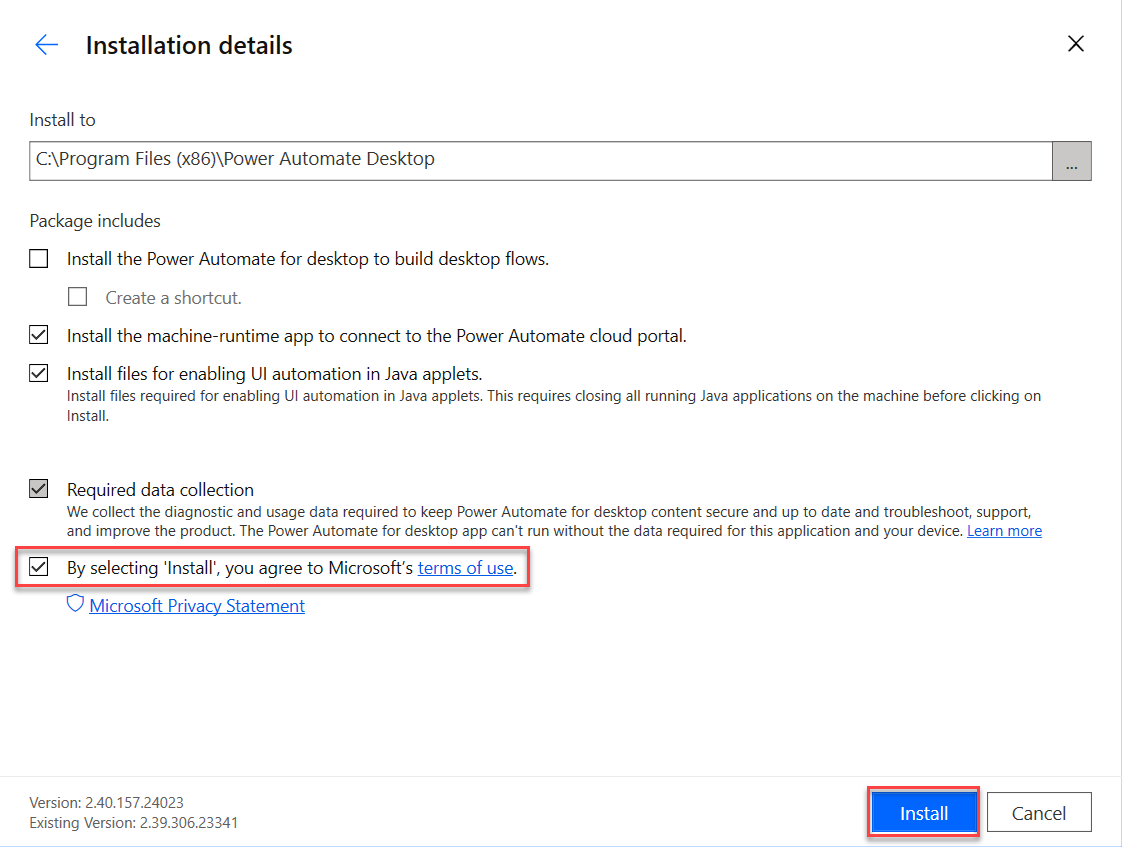 Installation details
Install to
C:\Program Files (x86)\Power Automate Desktop
...
Package includes
Install the Power Automate for desktop to build desktop flows.
Create a shortcut.
Install the machine-runtime app to connect to the Power Automate cloud portal.
Install files for enabling UI automation in Java applets.
Install files required for enabling UI automation in Java applets. This requires closing all running Java applications on the machine before clicking on
Install.
Required data collection
We collect the diagnostic and usage data required to keep Power Automate for desktop content secure and up to date and troubleshoot, support,
and improve the product. The Power Automate for desktop app can't run without the data required for this application and your device. Learn more
By selecting 'Install', you agree to Microsoft’s terms of use.
Microsoft Privacy Statement
Version: 2.40.157.24023
Existing Version: 2.39.306.23341
Install
Cancel